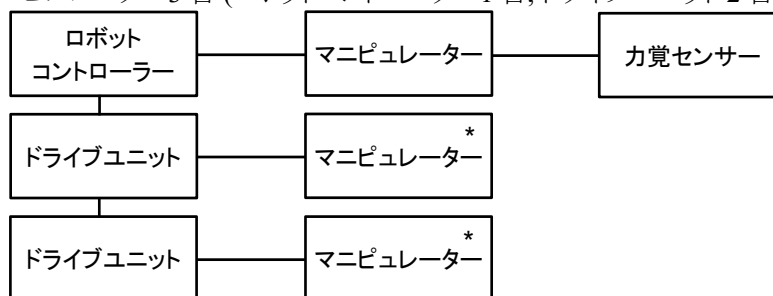 ロボット
コントローラー
マニピュレーター
力覚センサー
ドライブユニット
*
マニピュレーター
ドライブユニット
*
マニピュレーター